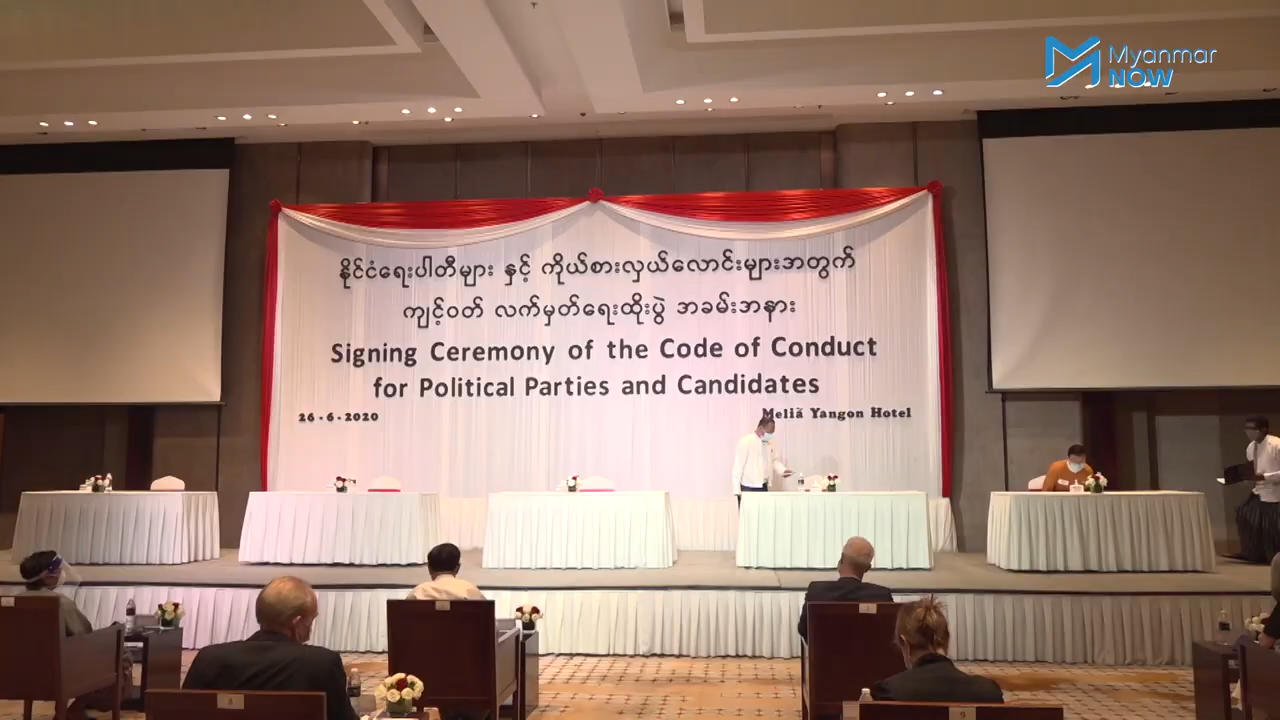 Myanmar
NOW
နိုင်ငံရေးပါတီများ နှင့် ကိုယ်စားလှယ်လောင်းများအတွက်
ကျင့်ဝတ် လက်မှတ်ရေးထိုးပွဲ အခမ်းအနား
Signing Ceremony of the Code of Conduct
for Political Parties and Candidates
26 - 6 - 2020
Meliã Yangon Hotel